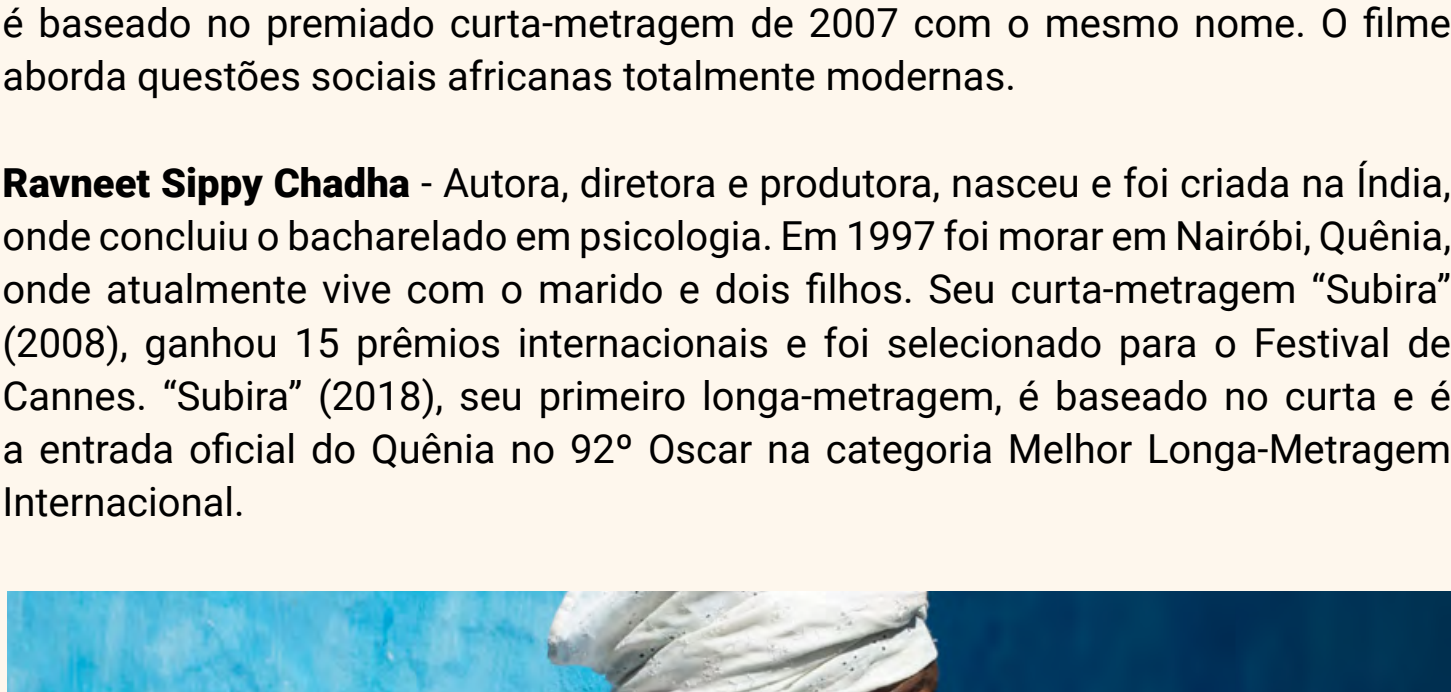 é baseado no premiado curta-metragem de 2007 com o mesmo nome. O filme
aborda questões sociais africanas totalmente modernas.
Ravneet Sippy Chadha - Autora, diretora e produtora, nasceu e foi criada na Índia,
onde concluiu o bacharelado em psicologia. Em 1997 foi morar em Nairóbi, Quênia,
onde atualmente vive com o marido e dois filhos. Seu curta-metragem “Subira”
(2008), ganhou 15 prêmios internacionais e foi selecionado para o Festival de
Cannes. “Subira” (2018), seu primeiro longa-metragem, é baseado no curta e é
a entrada oficial do Quênia no 92º Oscar na categoria Melhor Longa-Metragem
Internacional.